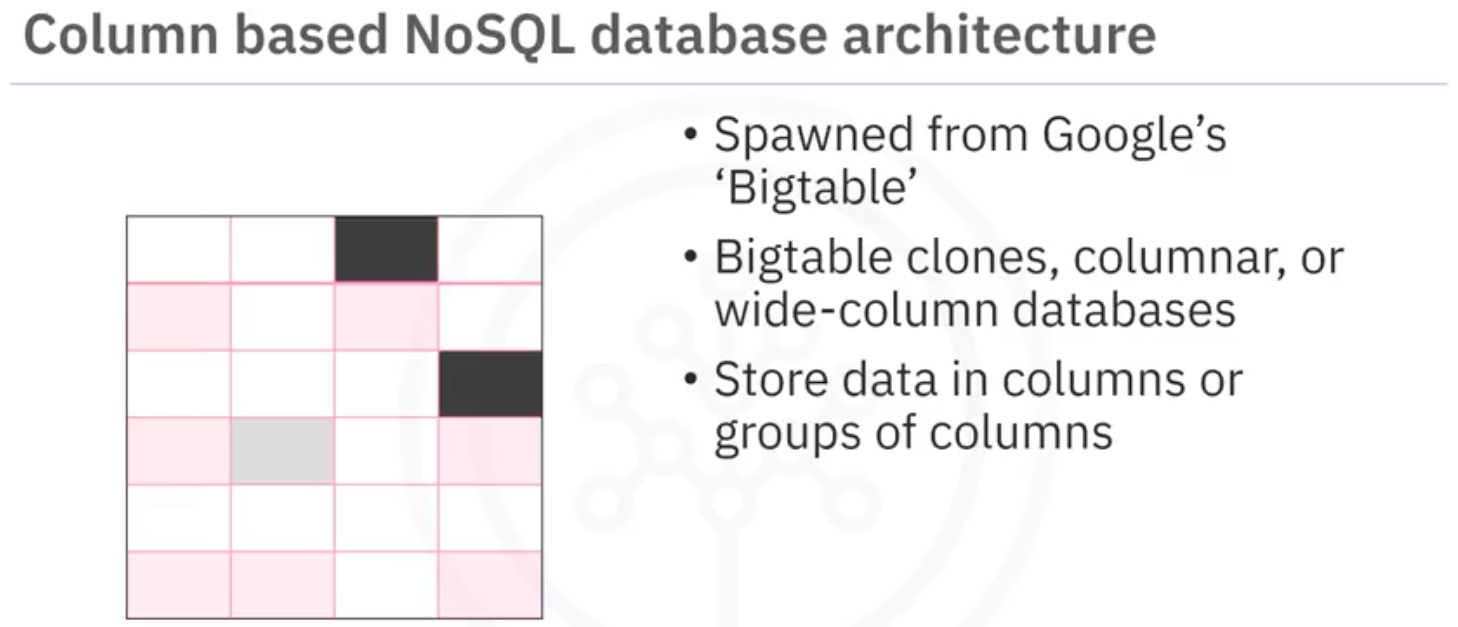 Column based NoSQL database architecture
• Spawned from Google’s
‘Bigtable’
• Bigtable clones, columnar, or
wide-column databases
• Store data in columns or
groups of columns